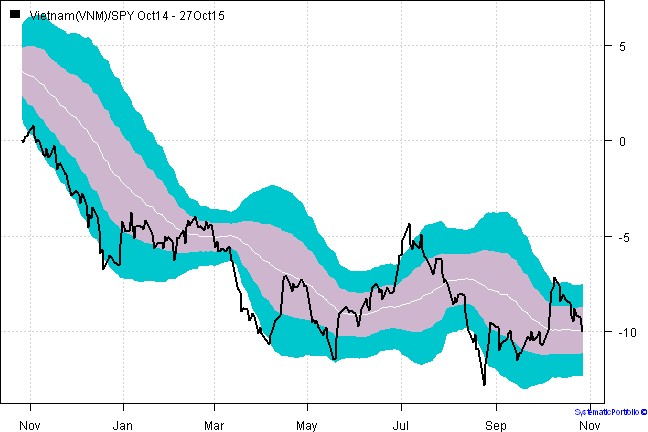 Vietnam(VNM)/SPY Oct14 - 27Oct15
5
0
-5
-10
Nov Jan Mar May Jul Sep Nov
SystematicPortfolio ©